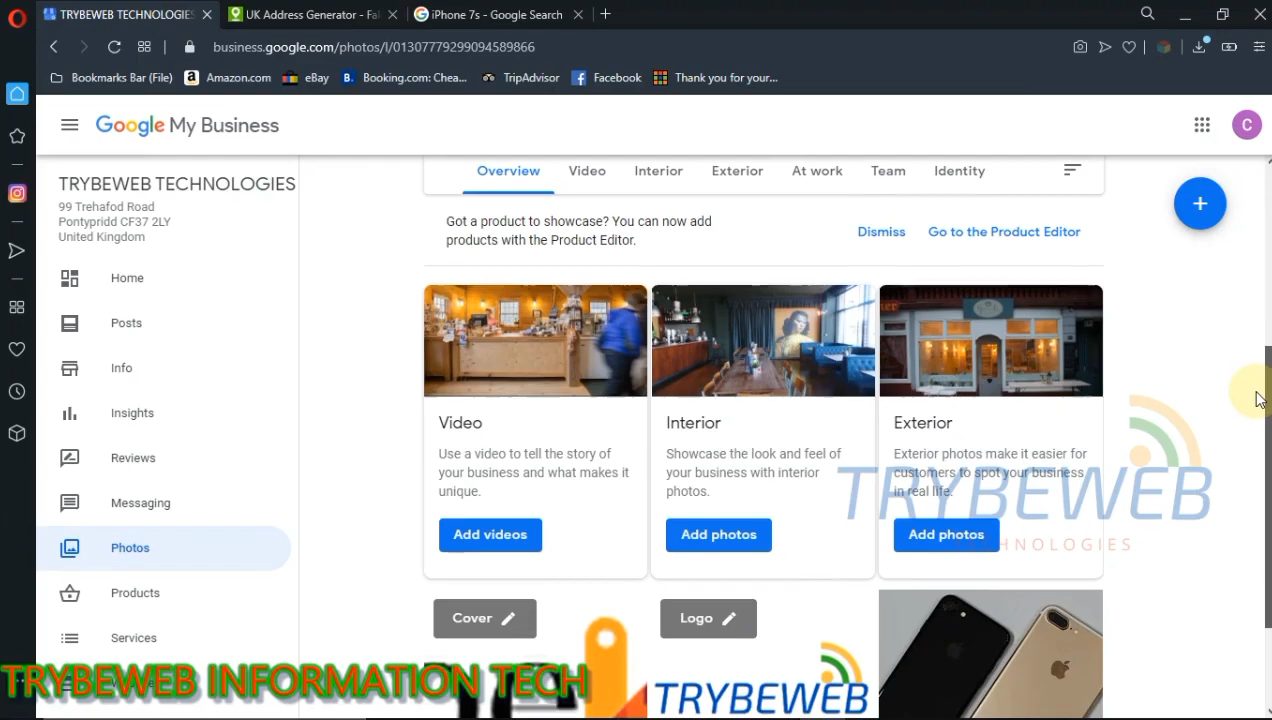 TRYBEWEB TECHNOLOGIES
UK Address Generator - Fa
iPhone 7s - Google Search
business.google.com/photos/l/01307779299094589866
Bookmarks Bar (File)
Amazon.com
eBay
Booking.com: Chea...
TripAdvisor
Facebook
Thank you for your...
Google My Business
C
TRYBEWEB TECHNOLOGIES
99 Trehafod Road
Pontypridd CF37 2LY
United Kingdom
Home
Posts
Info
Insights
Reviews
Messaging
Photos
Products
Services
Overview
Video
Interior
Exterior
At work
Team
Identity
Got a product to showcase? You can now add
products with the Product Editor.
Dismiss
Go to the Product Editor
Video
Use a video to tell the story of
your business and what makes it
unique.
Add videos
Interior
Showcase the look and feel of
your business with interior
photos.
Add photos
Exterior
Exterior photos make it easier for
customers to spot your business
in real life.
Add photos
Cover
Logo
TRYBEWEB
TRYBEWEB
TRYBEWEB INFORMATION TECH